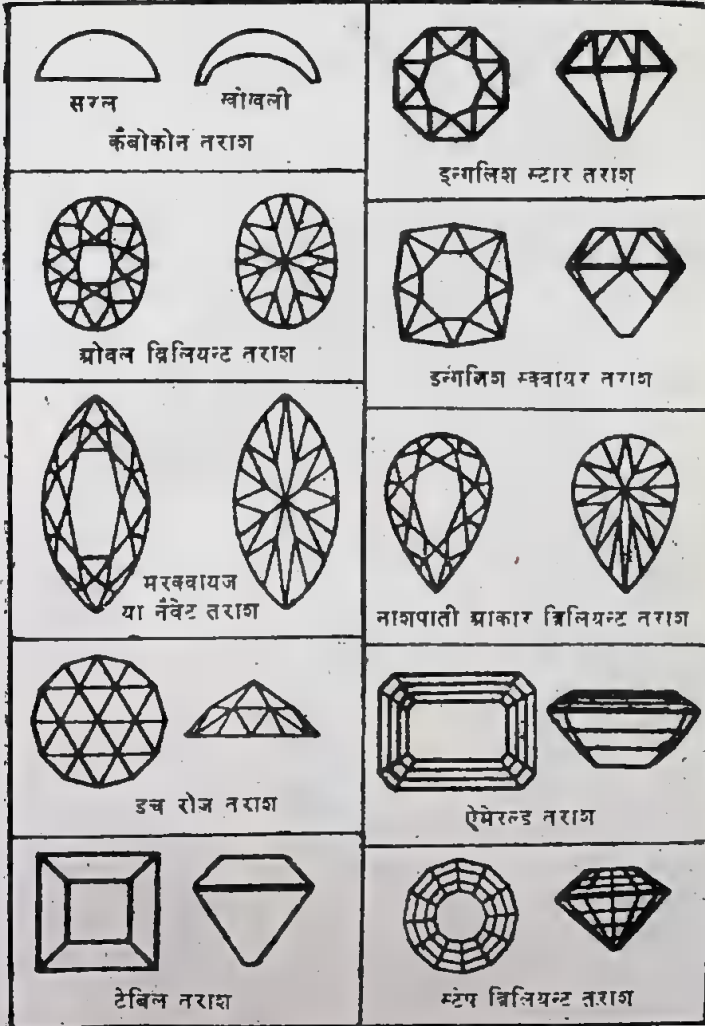 सरल
खोखली
कॅबोकोन तराश
इन्गलिश स्टार तराश
ओवल ब्रिलियन्ट तराश
इन्गलिश स्क्वायर तराश
मरक्वायज
या नॅवेट तराश
नाशपाती आकार ब्रिलियन्ट तराश
डच रोज तराश
ऐमेरल्ड तराश
टेबिल तराश
स्टेप ब्रिलियन्ट तराश